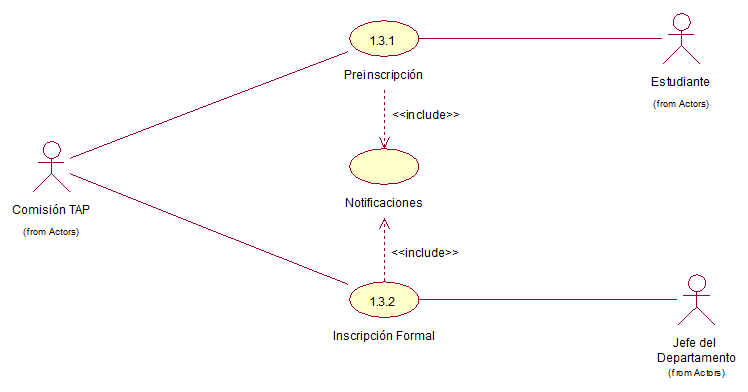 1.3.1
Preinscripción
Estudiante
(from Actors)
<<include>>
Comisión TAP
(from Actors)
Notificaciones
<<include>>
1.3.2
Inscripción Formal
Jefe del
Departamento
(from Actors)